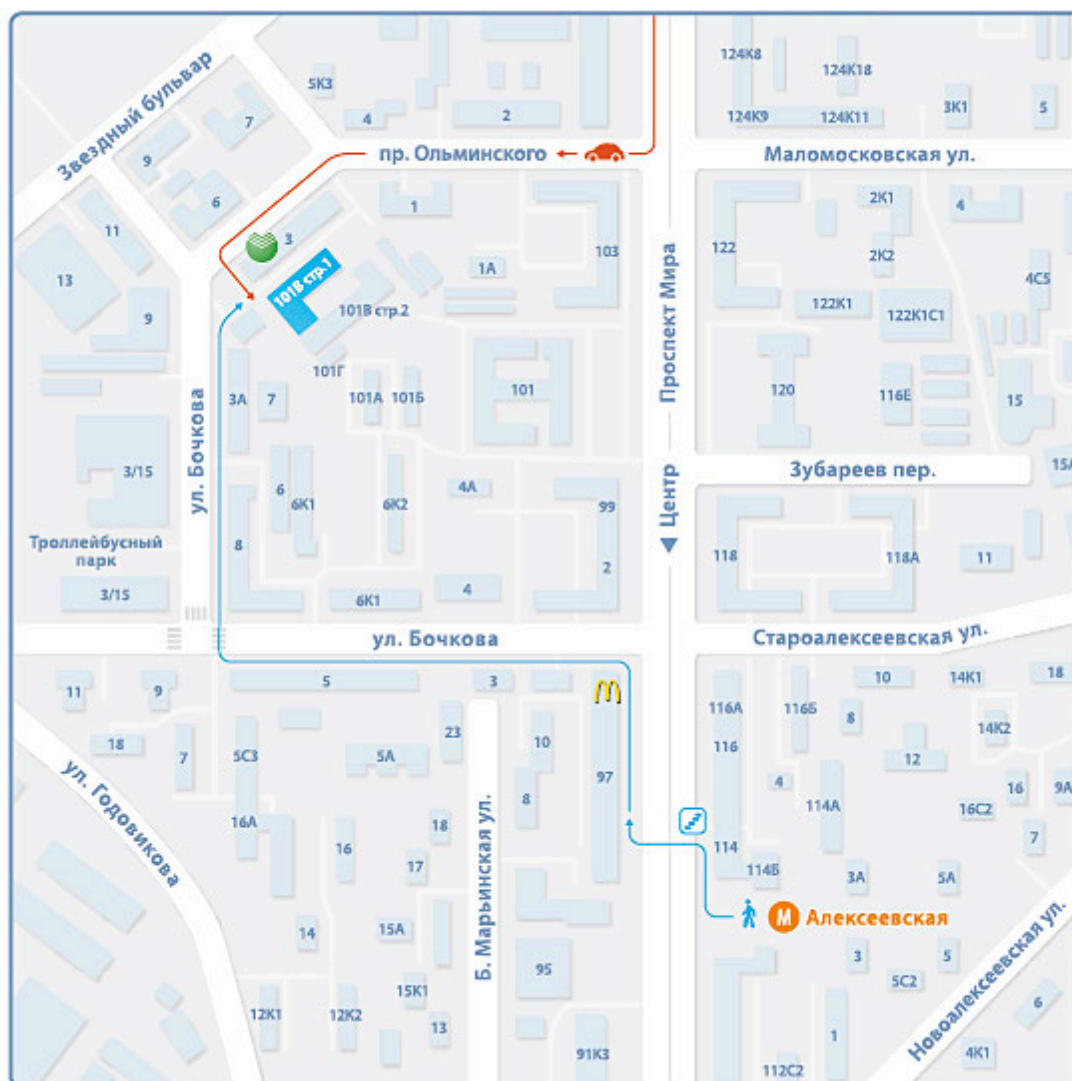 124К8
124К18
5К3
3К1
5
4
2
124К9
124К11
Звездный бульвар
7
9
пр. Ольминского
Маломосковская ул.
6
1
2К1
4
11
3
103
122
13
2К2
1А
4С5
101В стр.1
101В стр.2
122К1
122К1С1
9
Проспект Мира
101Г
3А
7
101А
101Б
101
120
116Е
15
ул. Бочкова
3/15
Зубареев пер.
15А
6
6К1
6К2
4А
99
Центр
Троллейбусный
парк
8
118
118А
11
3/15
6К1
4
2
ул. Бочкова
Староалексеевская ул.
11
9
5
3
116А
116Б
10
14К1
18
18
7
5С3
5А
23
10
116
8
14К2
12
ул. Годовикова
97
4
16А
16
18
8
114А
16
9А
16С2
Б. Марьинская ул.
17
114
114Б
7
3А
5А
14
15А
М
Алексеевская
95
3
5
5С2
Новоалексеевская ул.
12К1
12К2
15К1
13
1
6
91К3
112С2
4К1